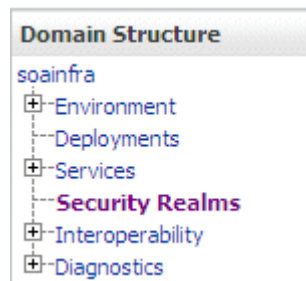 Domain Structure
soainfra
Environment
Deployments
Services
Security Realms
Interoperability
Diagnostics